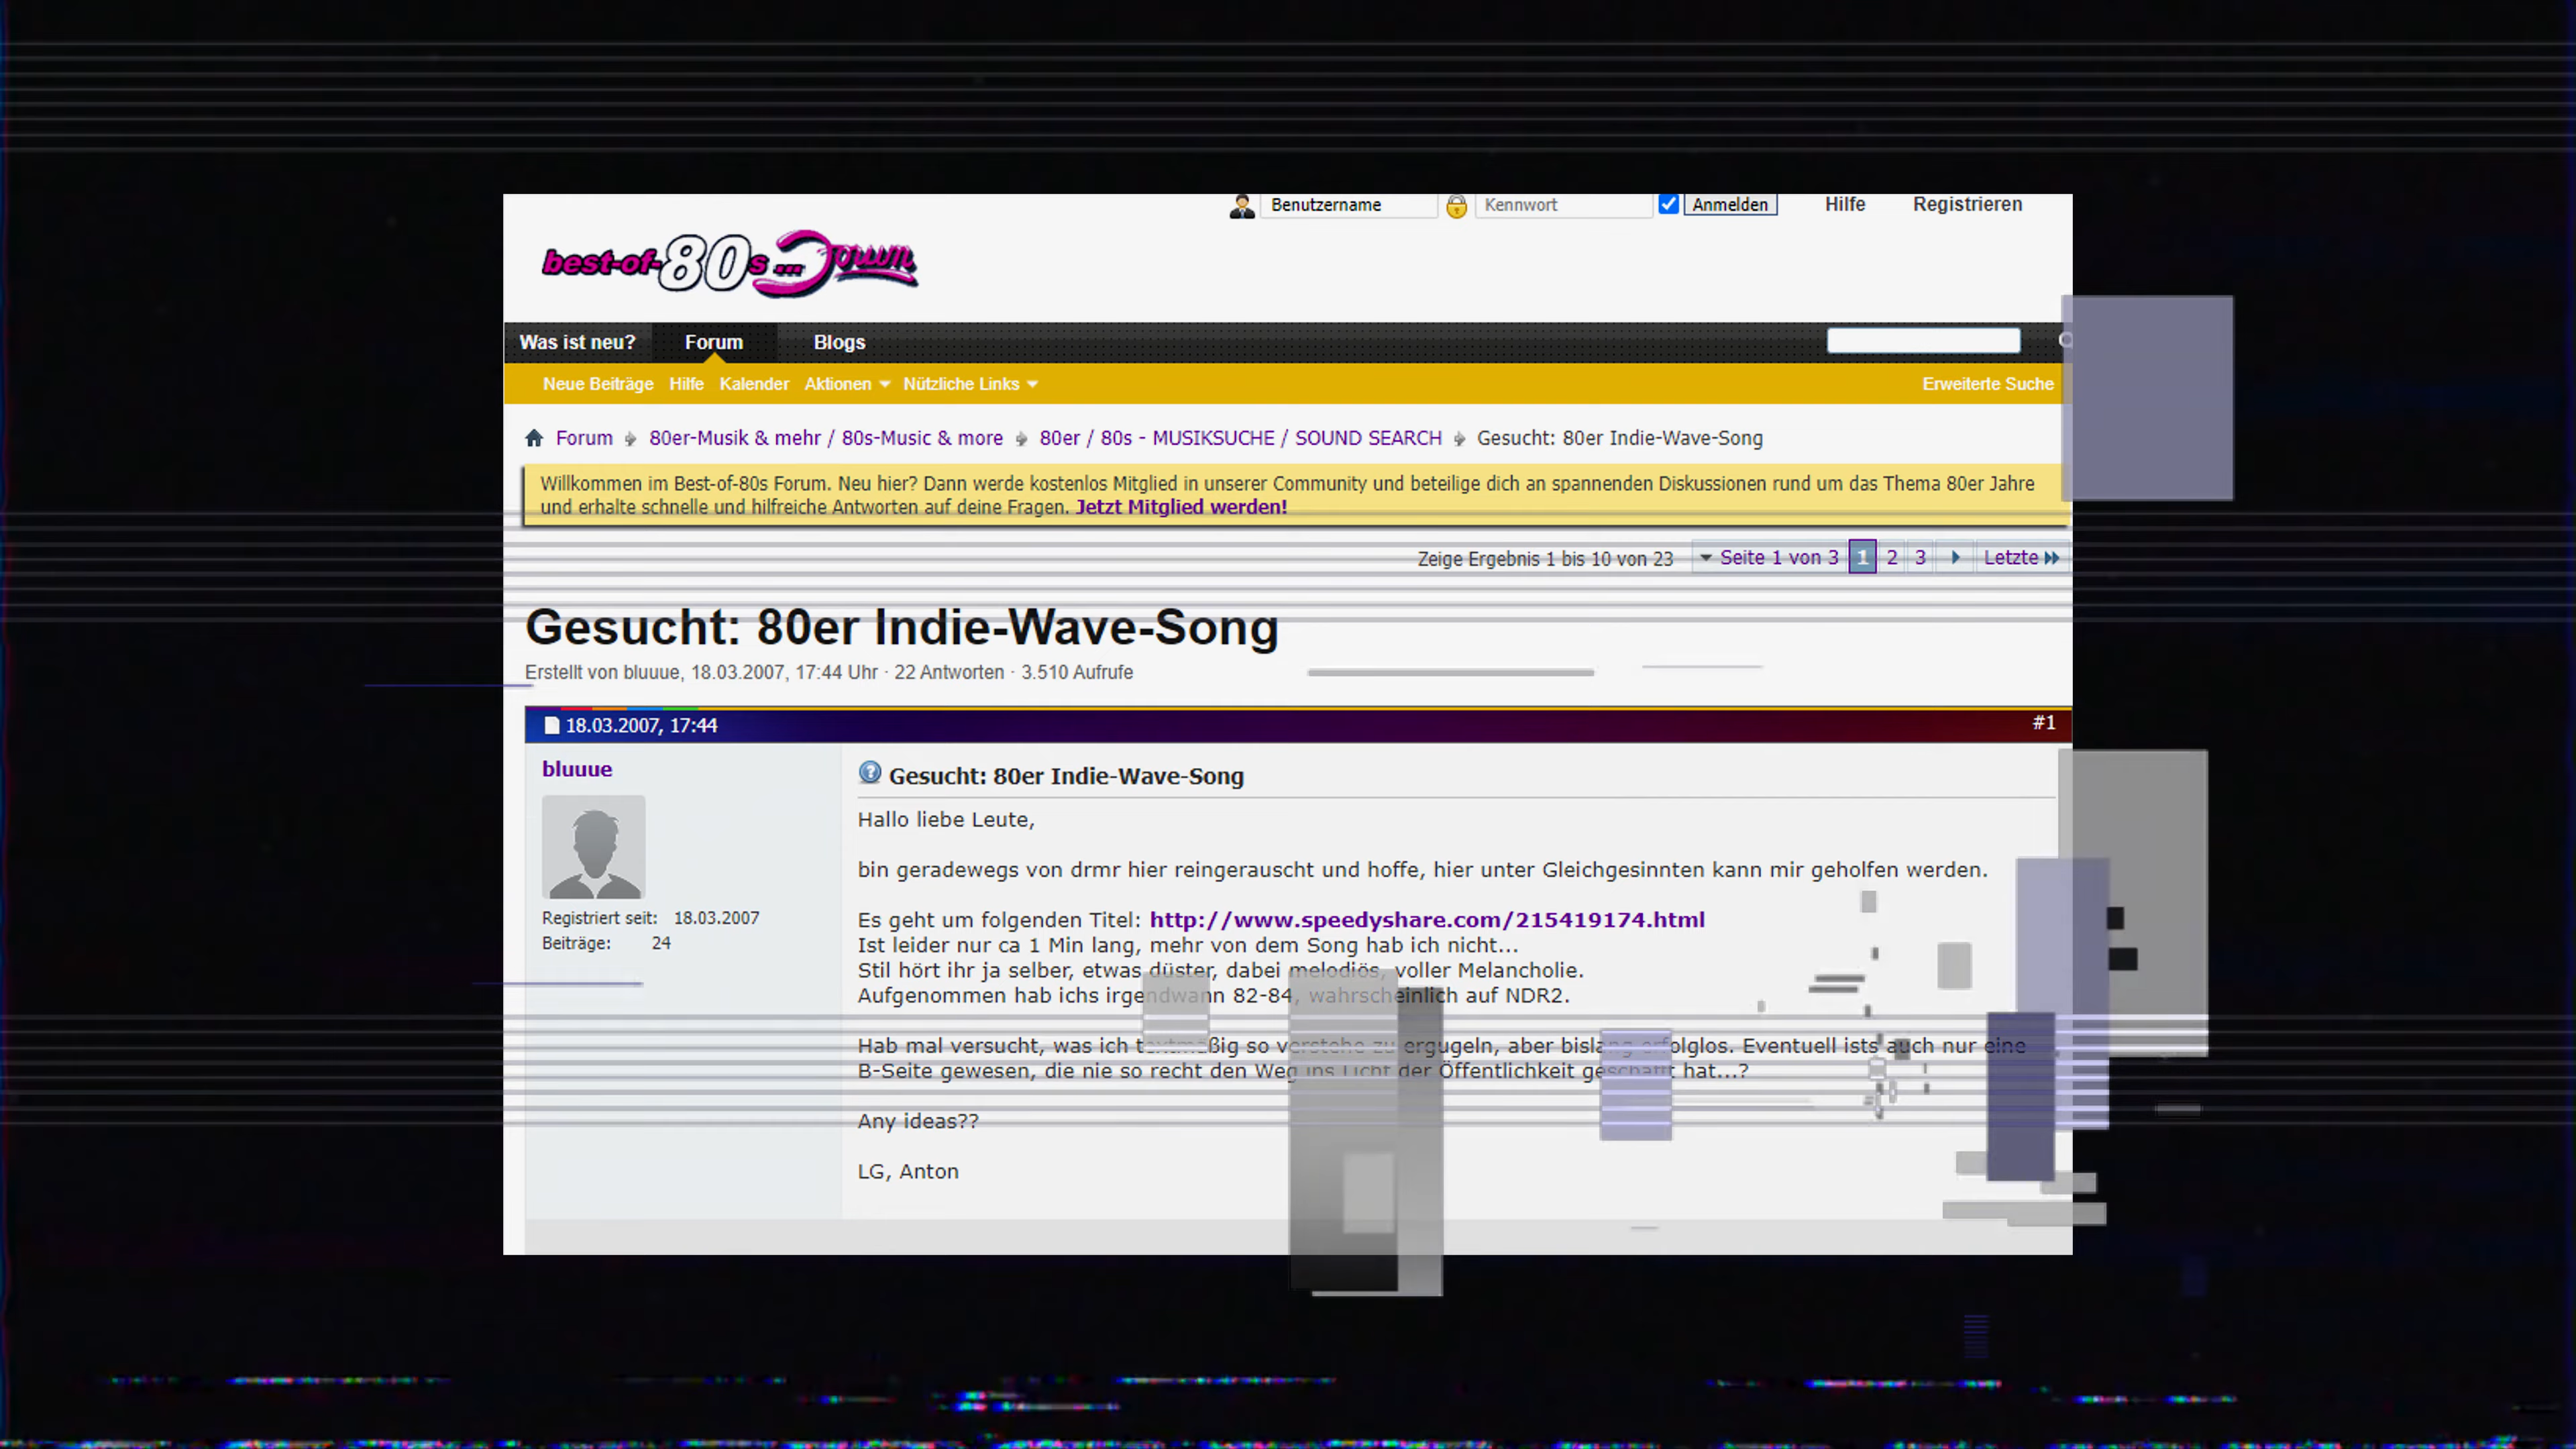 Benutzername Kennwort Anmelden Hilfe Registrieren
best-of-80s... Forum
Was ist neu? Forum Blogs
Neue Beiträge Hilfe Kalender Aktionen Nützliche Links Erweiterte Suche
Forum 80er-Musik & mehr / 80s-Music & more 80er / 80s - MUSIKSUCHE / SOUND SEARCH Gesucht: 80er Indie-Wave-Song
Willkommen im Best-of-80s Forum. Neu hier? Dann werde kostenlos Mitglied in unserer Community und beteilige dich an spannenden Diskussionen rund um das Thema 80er Jahre
und erhalte schnelle und hilfreiche Antworten auf deine Fragen. Jetzt Mitglied werden!
Zeige Ergebnis 1 bis 10 von 23 Seite 1 von 3 1 2 3 Letzte
Gesucht: 80er Indie-Wave-Song
Erstellt von bluuue, 18.03.2007, 17:44 Uhr · 22 Antworten · 3.510 Aufrufe
18.03.2007, 17:44 #1
bluuue
Registriert seit: 18.03.2007
Beiträge: 24
Gesucht: 80er Indie-Wave-Song
Hallo liebe Leute,
bin geradewegs von drmr hier reingerauscht und hoffe, hier unter Gleichgesinnten kann mir geholfen werden.
Es geht um folgenden Titel: http://www.speedyshare.com/215419174.html
Ist leider nur ca 1 Min lang, mehr von dem Song hab ich nicht...
Stil hört ihr ja selber, etwas düster, dabei melodiös, voller Melancholie.
Aufgenommen hab ichs irgendwann 82-84, wahrscheinlich auf NDR2.
Hab mal versucht, was ich textmäßig so verstehe zu ergugeln, aber bislang erfolglos. Eventuell ists auch nur eine
B-Seite gewesen, die nie so recht den Weg ins Licht der Öffentlichkeit geschafft hat...?
Any ideas??
LG, Anton